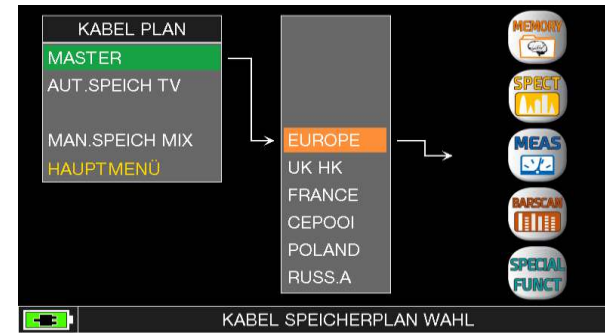 KABEL PLAN
MASTER
AUT.SPEICH TV
MAN.SPEICH MIX
HAUPTMENÜ
EUROPE
UK HK
FRANCE
CEPOOI
POLAND
RUSS.A
MEMORY
SPECT
MEAS
BARSCAN
SPECIAL
FUNCT
KABEL SPEICHERPLAN WAHL